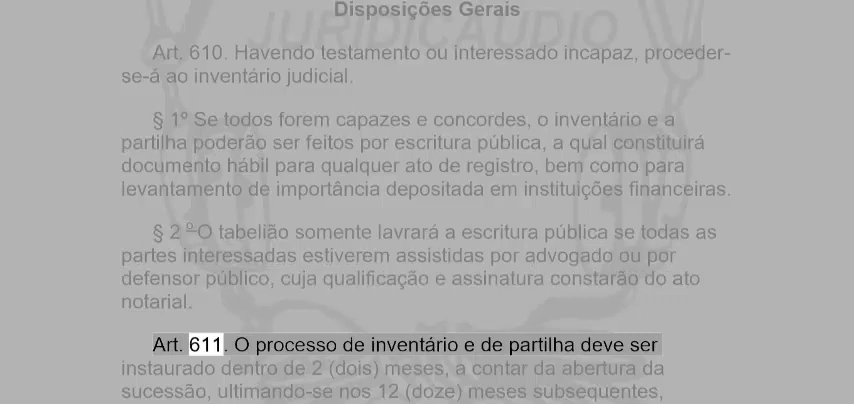 JURIDICAUDIO
Disposições Gerais
Art. 610. Havendo testamento ou interessado incapaz, proceder-
se-á ao inventário judicial.
§ 1º Se todos forem capazes e concordes, o inventário e a
partilha poderão ser feitos por escritura pública, a qual constituirá
documento hábil para qualquer ato de registro, bem como para
levantamento de importância depositada em instituições financeiras.
§ 2 º O tabelião somente lavrará a escritura pública se todas as
partes interessadas estiverem assistidas por advogado ou por
defensor público, cuja qualificação e assinatura constarão do ato
notarial.
Art. 611. O processo de inventário e de partilha deve ser
instaurado dentro de 2 (dois) meses, a contar da abertura da
sucessão, ultimando-se nos 12 (doze) meses subsequentes,